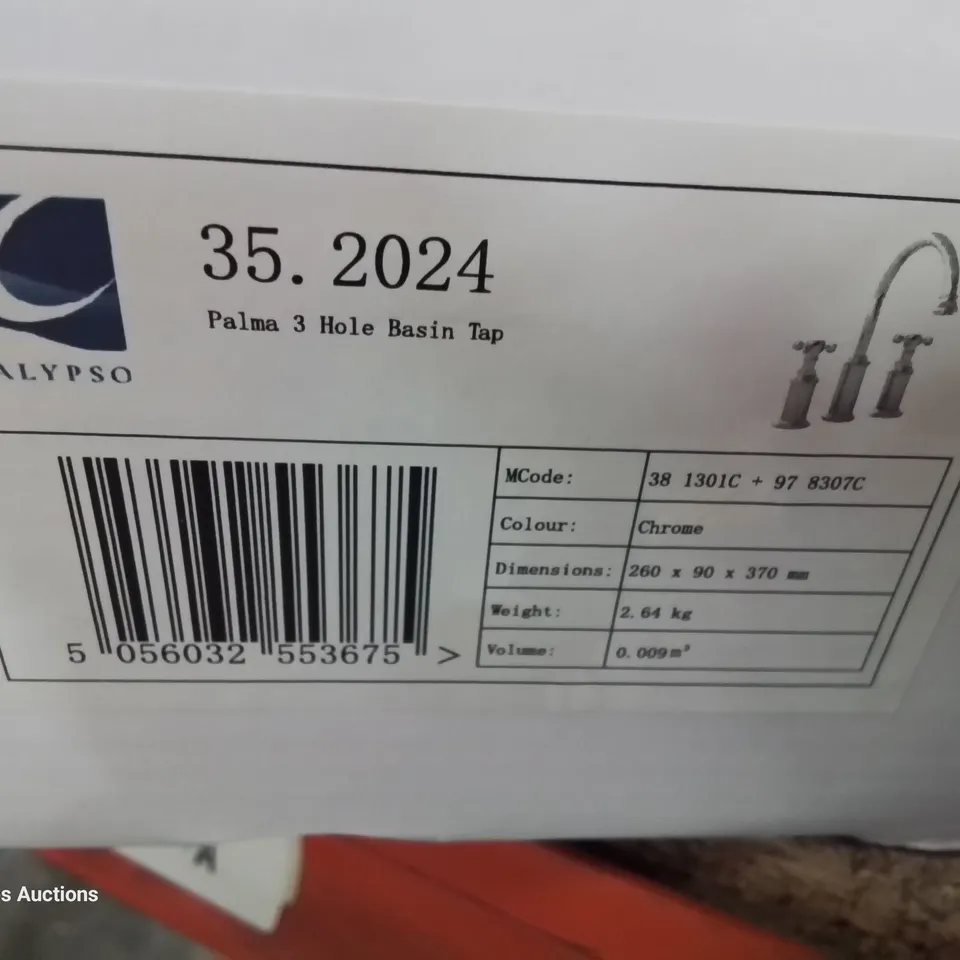 35. 2024
Palma 3 Hole Basin Tap
ALYPSO
MCode: 38 1301C + 97 8307C
Colour: Chrome
Dimensions: 260 x 90 x 370 mm
Weight: 2. 64 kg
Volume: 0. 009m³
5 056032 553675 >
s Auctions